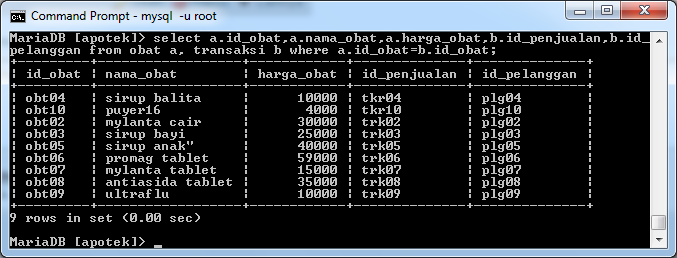 Command Prompt - mysql -u root
MariaDB [apotek]> select a.id_obat,a.nama_obat,a.harga_obat,b.id_penjualan,b.id_
pelanggan from obat a, transaksi b where a.id_obat=b.id_obat;
+---------+------------------+------------+--------------+--------------+
| id_obat | nama_obat | harga_obat | id_penjualan | id_pelanggan |
+---------+------------------+------------+--------------+--------------+
| obt04 | sirup balita | 10000 | tkr04 | plg04 |
| obt10 | puyer16 | 4000 | tkr10 | plg10 |
| obt02 | mylanta cair | 30000 | trk02 | plg02 |
| obt03 | sirup bayi | 25000 | trk03 | plg03 |
| obt05 | sirup anak" | 40000 | trk05 | plg05 |
| obt06 | promag tablet | 59000 | trk06 | plg06 |
| obt07 | mylanta tablet | 15000 | trk07 | plg07 |
| obt08 | antiasida tablet | 35000 | trk08 | plg08 |
| obt09 | ultraflu | 10000 | trk09 | plg09 |
+---------+------------------+------------+--------------+--------------+
9 rows in set (0.00 sec)
MariaDB [apotek]> _